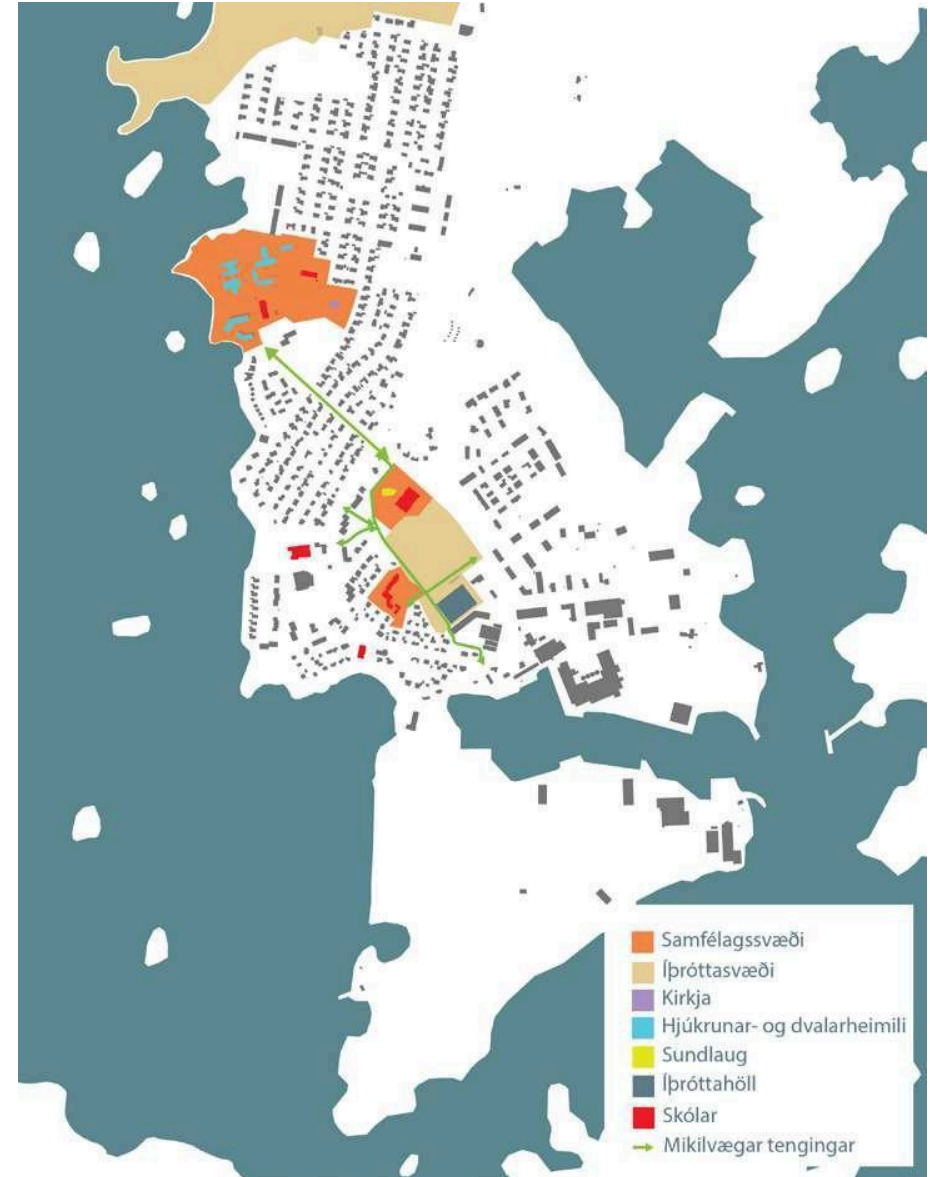 Samfélagssvæði
Íþróttasvæði
Kirkja
Hjúkrunar- og dvalarheimili
Sundlaug
Íþróttahöll
Skólar
Mikilvægar tengingar